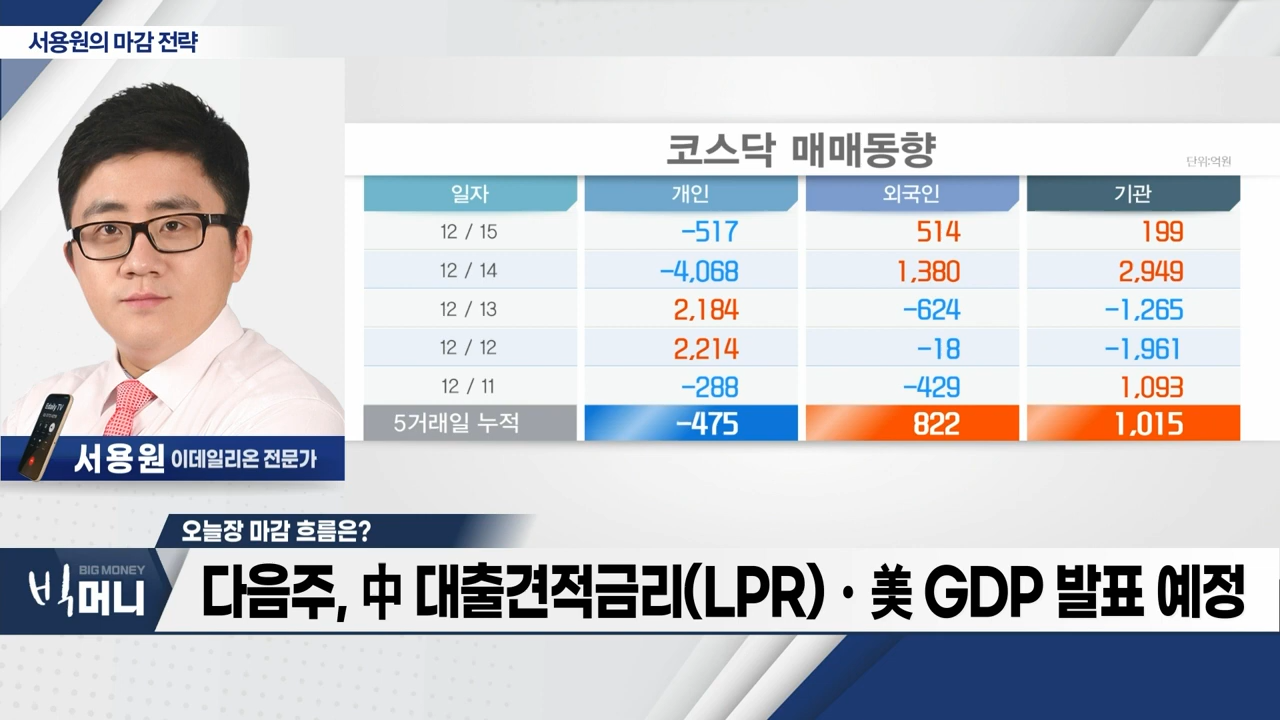 서용원의 마감 전략
코스닥 매매동향
단위:억원
일자 개인 외국인 기관
12 / 15 -517 514 199
12 / 14 -4,068 1,380 2,949
12 / 13 2,184 -624 -1,265
12 / 12 2,214 -18 -1,961
12 / 11 -288 -429 1,093
5거래일 누적 -475 822 1,015
Edaily TV
서용원 이데일리온 전문가
오늘장 마감 흐름은?
BIG MONEY
빅머니
다음주, 中 대출견적금리(LPR)·美 GDP 발표 예정